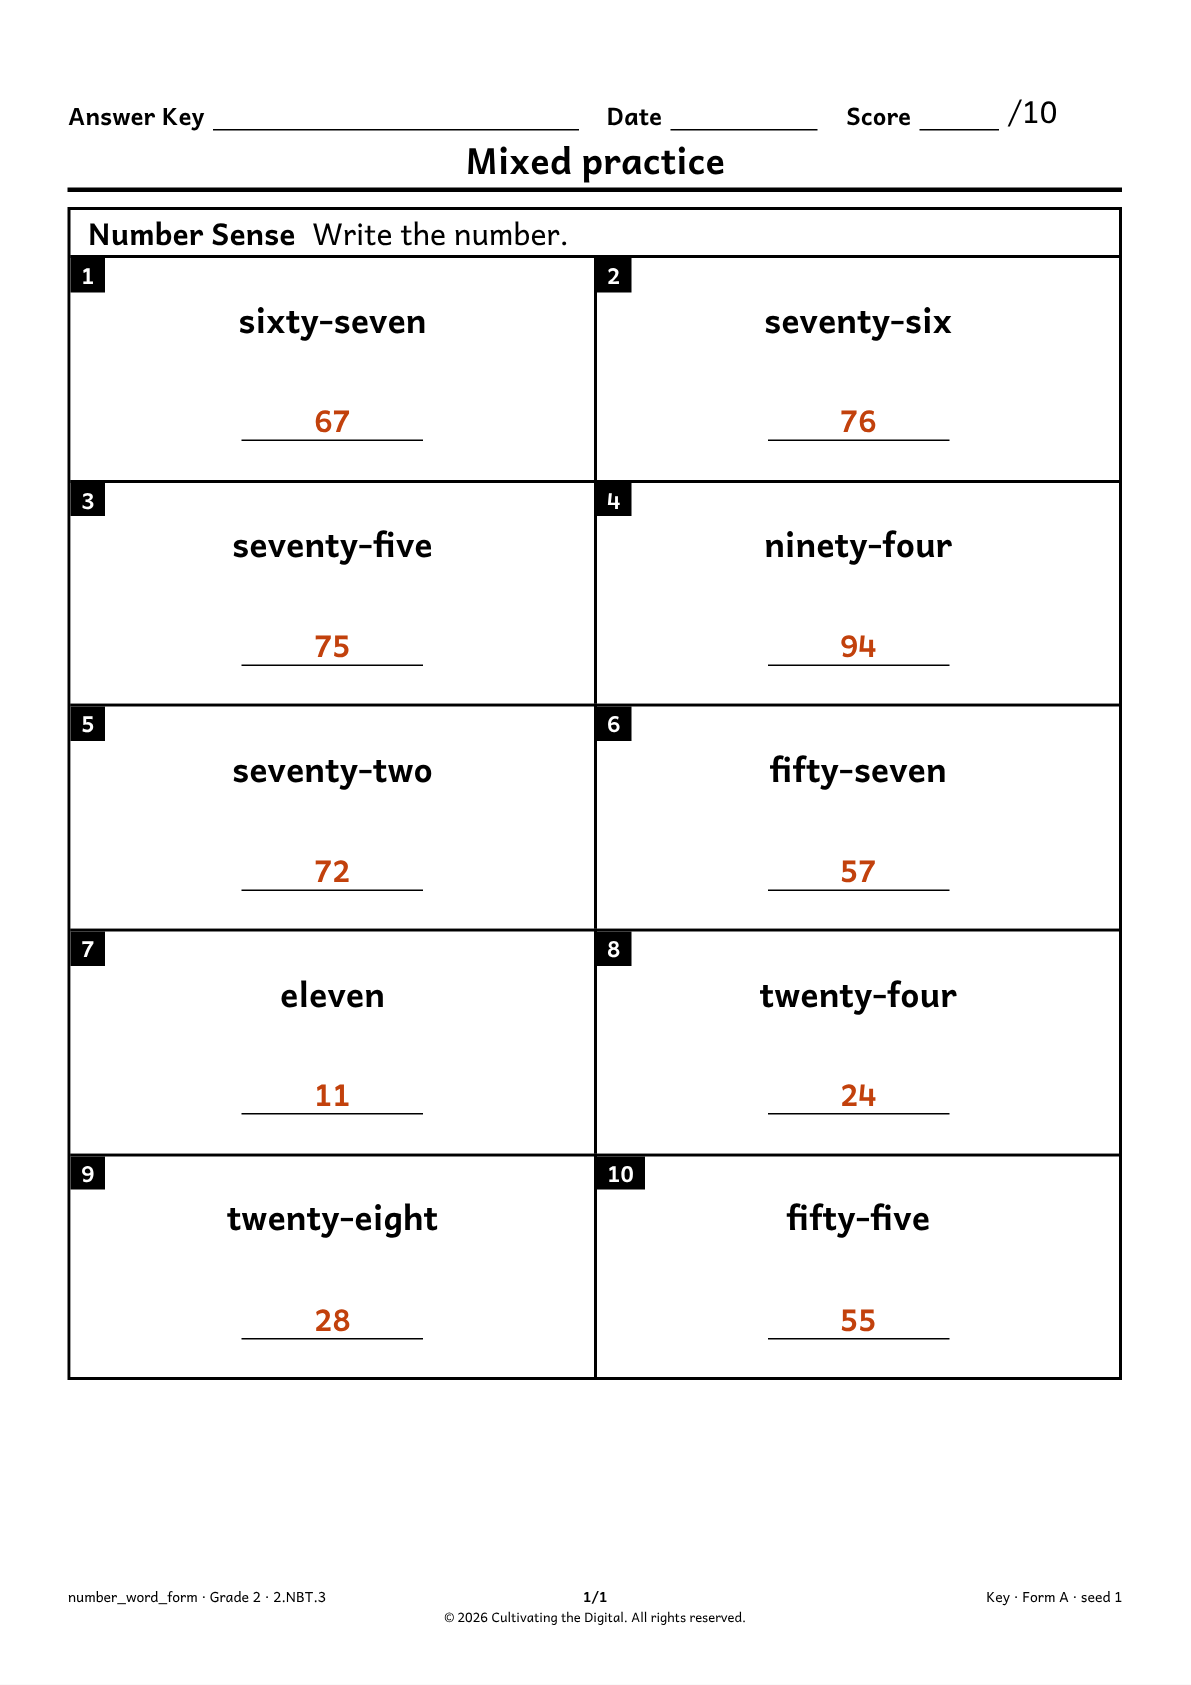 Answer Key Date Score /10
Mixed practice
Number Sense Write the number.
1
sixty-seven
67
2
seventy-six
76
3
seventy-five
75
4
ninety-four
94
5
seventy-two
72
6
fifty-seven
57
7
eleven
11
8
twenty-four
24
9
twenty-eight
28
10
fifty-five
55
number_word_form · Grade 2 · 2.NBT.3 1/1 Key · Form A · seed 1
© 2026 Cultivating the Digital. All rights reserved.